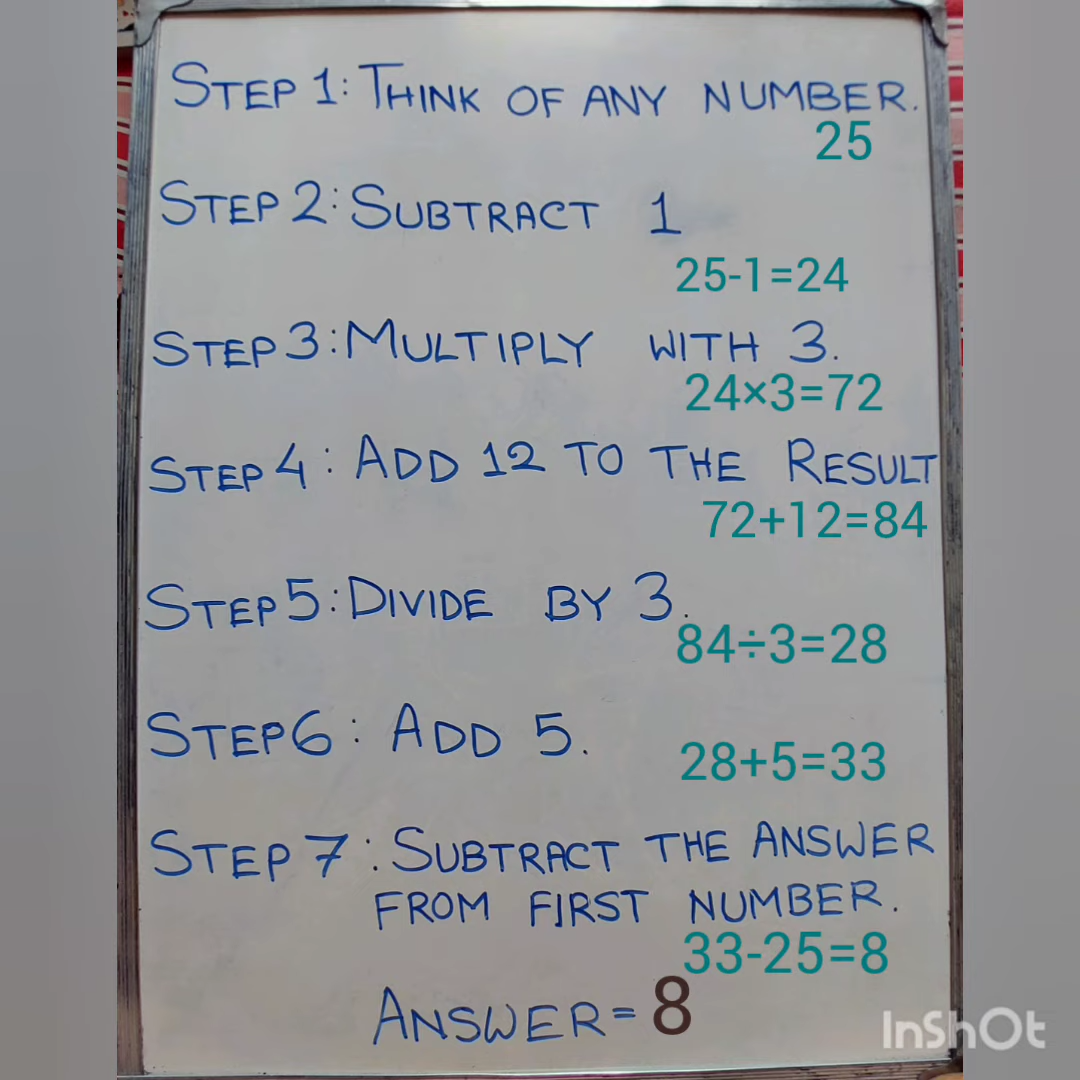 STEP 1: THINK OF ANY NUMBER.
25
STEP 2: SUBTRACT 1
25-1=24
STEP 3: MULTIPLY WITH 3.
24×3=72
STEP 4: ADD 12 TO THE RESULT
72+12=84
STEP 5: DIVIDE BY 3.
84÷3=28
STEP 6: ADD 5.
28+5=33
STEP 7: SUBTRACT THE ANSWER
FROM FIRST NUMBER.
33-25=8
ANSWER = 8
InShOt